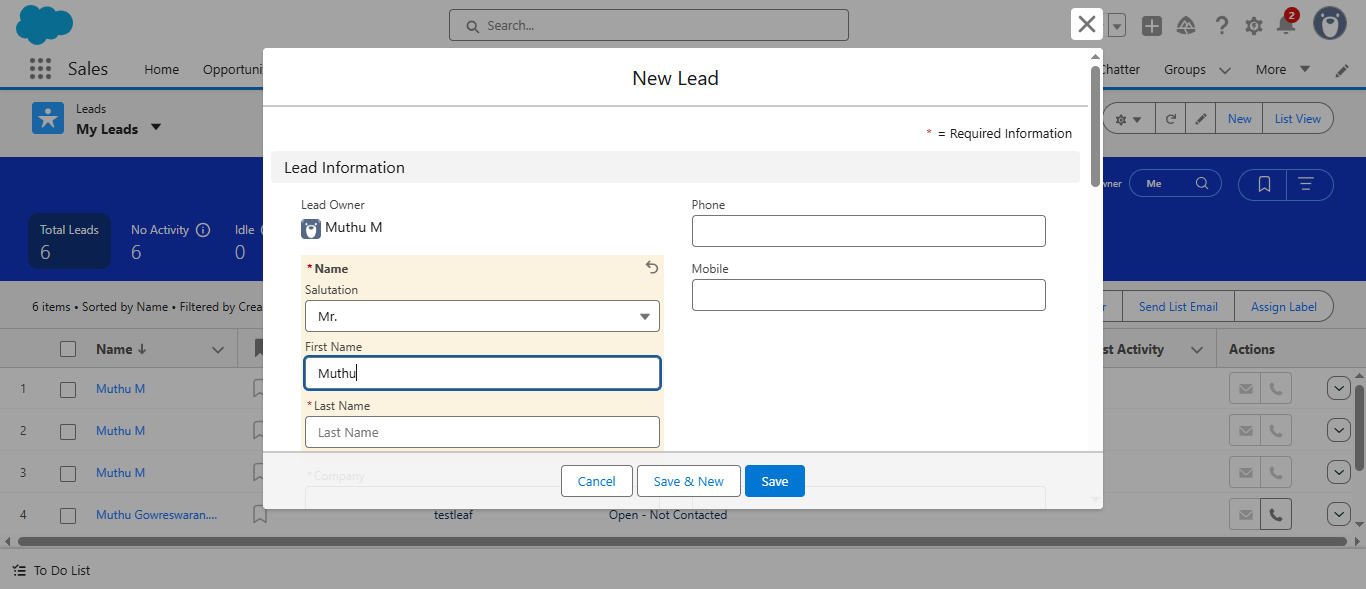 Search...
2
Sales
Home
Opportuni
Chatter
Groups
More
Leads
My Leads
New
List View
New Lead
* = Required Information
Lead Information
Lead Owner
Muthu M
Phone
*Name
Salutation
Mr.
Mobile
First Name
Muthu
*Last Name
Last Name
*Company
Cancel
Save & New
Save
wner
Me
Total Leads
6
No Activity
6
Idle
0
6 items • Sorted by Name • Filtered by Crea
r
Send List Email
Assign Label
Name
st Activity
Actions
1
Muthu M
2
Muthu M
3
Muthu M
4
Muthu Gowreswaran....
testleaf
Open - Not Contacted
To Do List